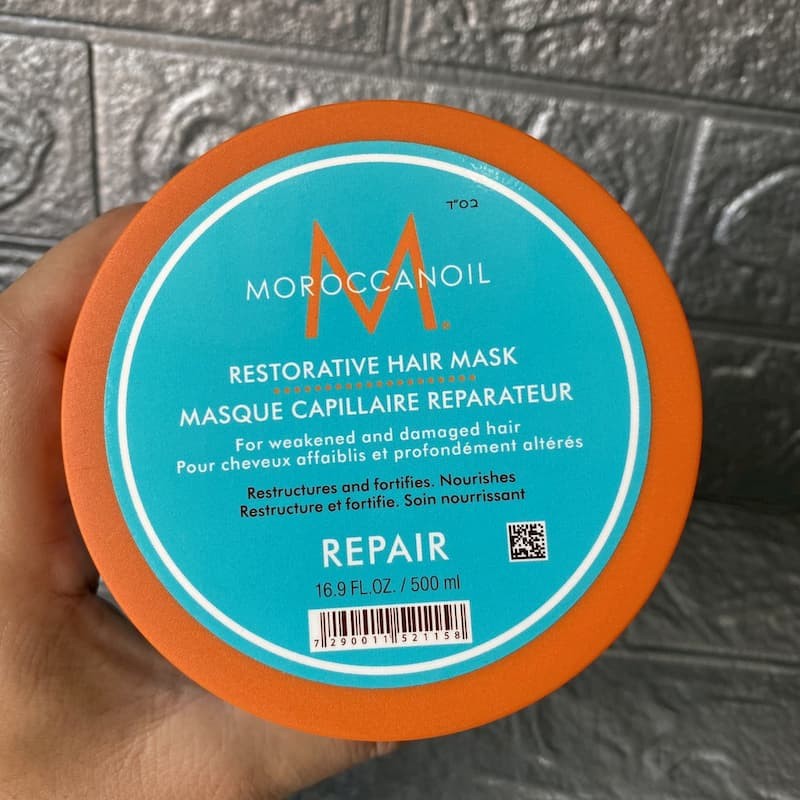 בס"ד
M
MOROCCANOIL
RESTORATIVE HAIR MASK
MASQUE CAPILLAIRE REPARATEUR
For weakened and damaged hair
Pour cheveux affaiblis et profondément altérés
Restructures and fortifies. Nourishes
Restructure et fortifie. Soin nourrissant
REPAIR
16.9 FL.OZ. / 500 ml
7 290011 521158